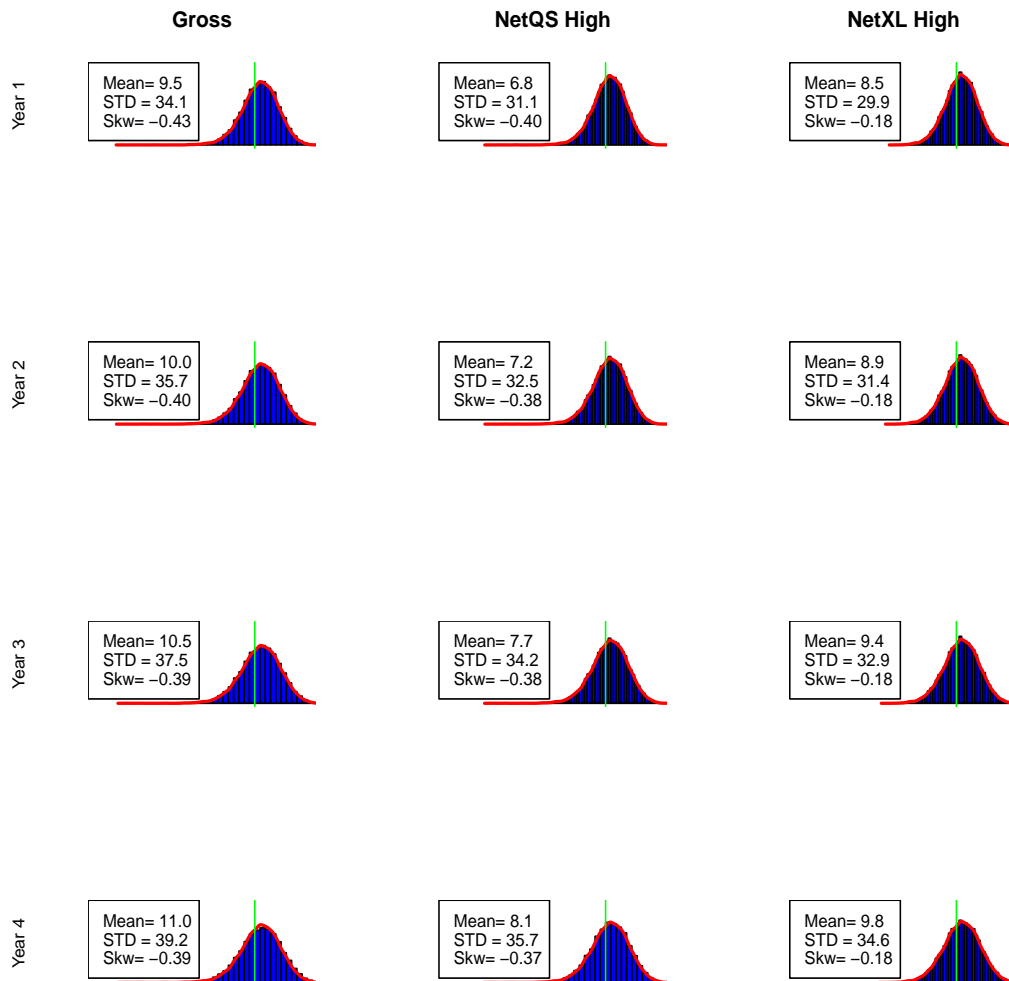 Gross
NetQS High
NetXL High
Year 1
Mean= 9.5
STD = 34.1
Skw= −0.43
Mean= 6.8
STD = 31.1
Skw= −0.40
Mean= 8.5
STD = 29.9
Skw= −0.18
Year 2
Mean= 10.0
STD = 35.7
Skw= −0.40
Mean= 7.2
STD = 32.5
Skw= −0.38
Mean= 8.9
STD = 31.4
Skw= −0.18
Year 3
Mean= 10.5
STD = 37.5
Skw= −0.39
Mean= 7.7
STD = 34.2
Skw= −0.38
Mean= 9.4
STD = 32.9
Skw= −0.18
Year 4
Mean= 11.0
STD = 39.2
Skw= −0.39
Mean= 8.1
STD = 35.7
Skw= −0.37
Mean= 9.8
STD = 34.6
Skw= −0.18